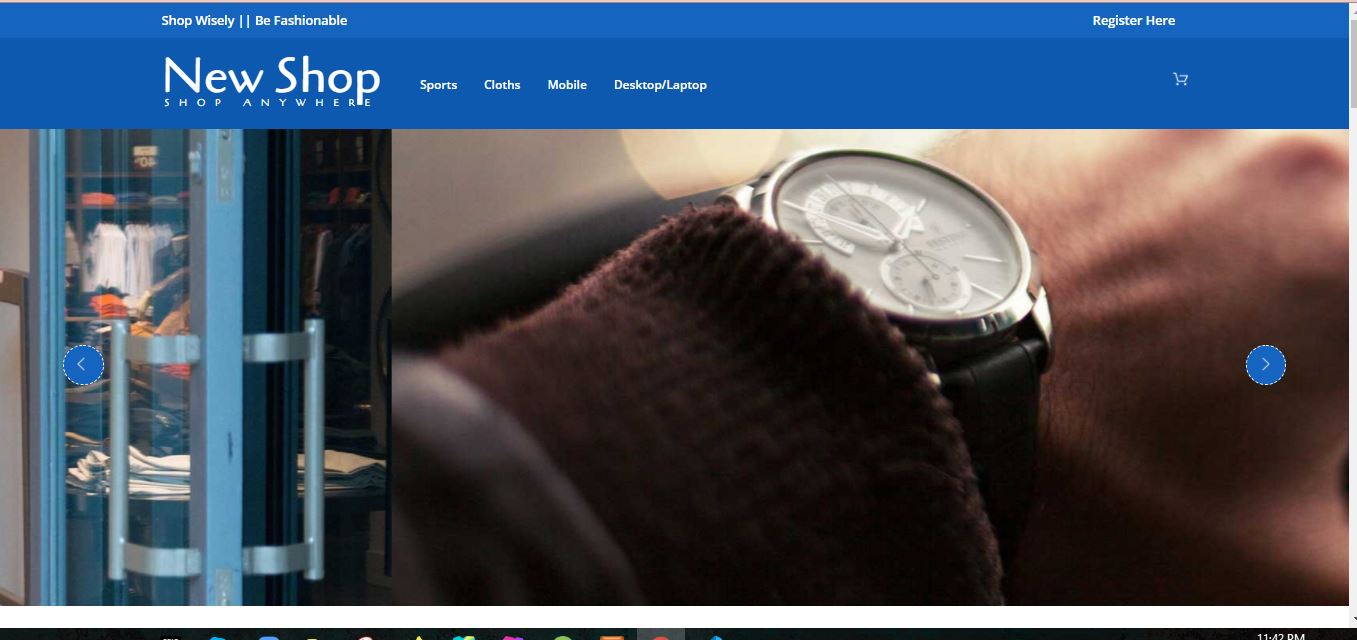 Shop Wisely || Be Fashionable
Register Here
New Shop
SHOP ANYWHERE
Sports
Cloths
Mobile
Desktop/Laptop
11:42 PM